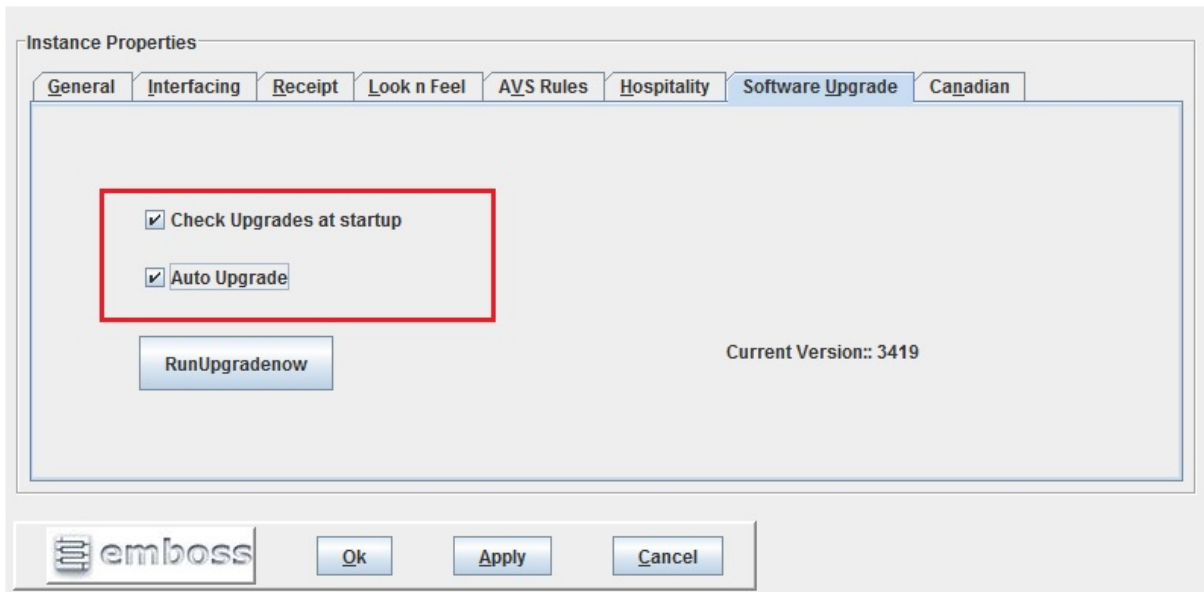 Instance Properties
General Interfacing Receipt Look n Feel AVS Rules Hospitality Software Upgrade Canadian
Check Upgrades at startup
Auto Upgrade
RunUpgradenow Current Version:: 3419
emboss Ok Apply Cancel